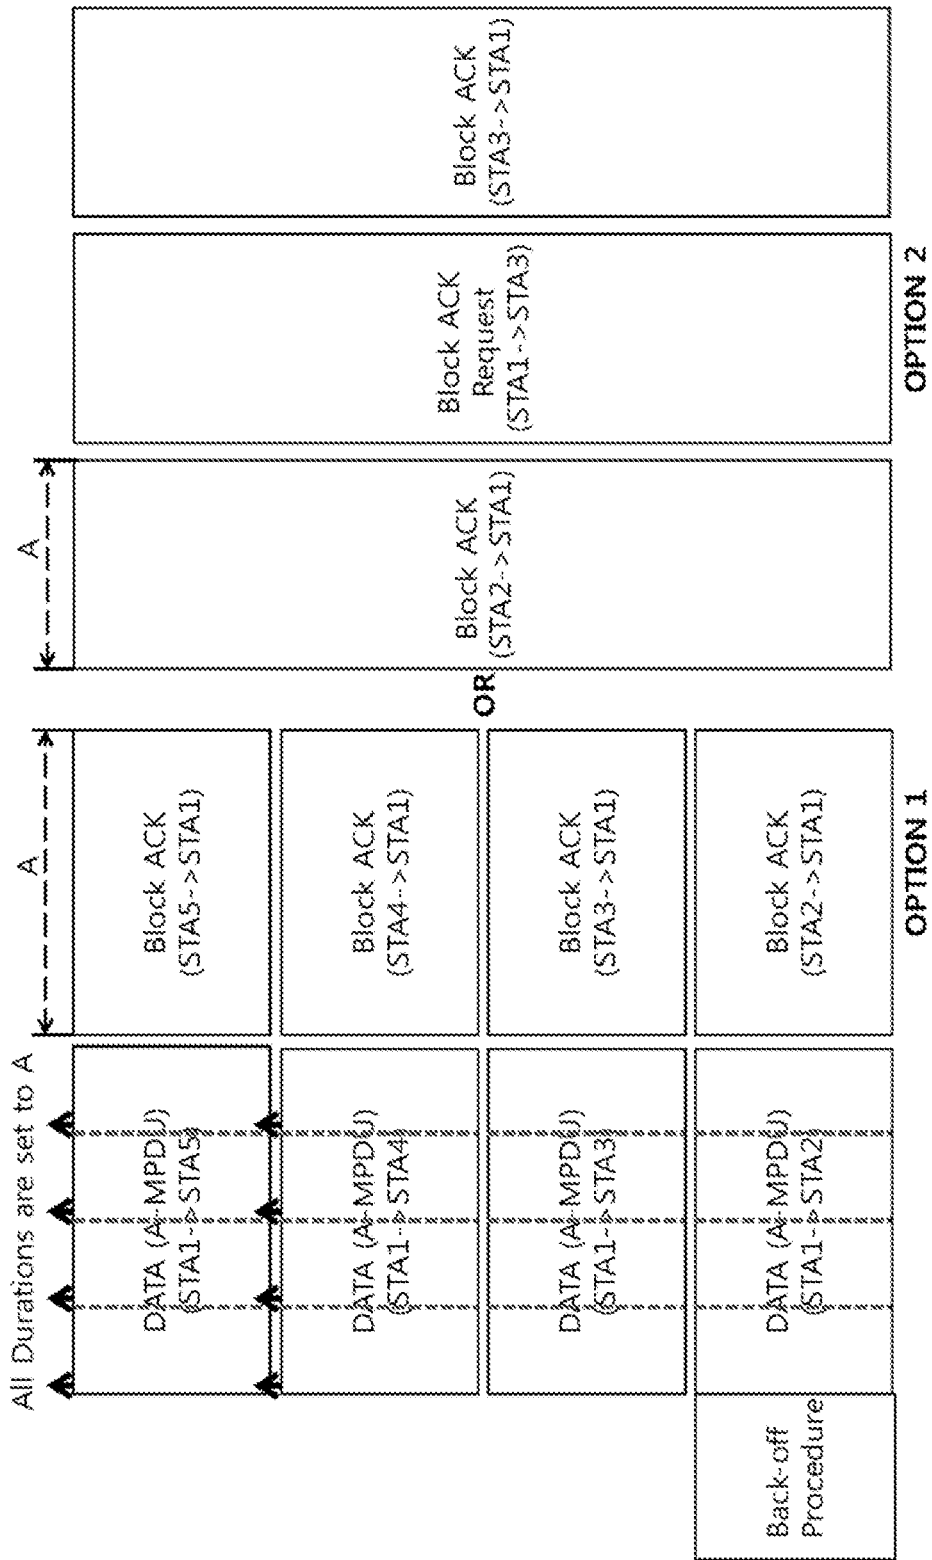 All Durations are set to A
A
A
DATA (A-MPDU)
(STA1->STA5)
Block ACK
(STA5->STA1)
DATA (A-MPDU)
(STA1->STA4)
Block ACK
(STA4->STA1)
DATA (A-MPDU)
(STA1->STA3)
Block ACK
(STA3->STA1)
Back-off
Procedure
DATA (A-MPDU)
(STA1->STA2)
Block ACK
(STA2->STA1)
OR
Block ACK
(STA2->STA1)
Block ACK
Request
(STA1->STA3)
Block ACK
(STA3->STA1)
OPTION 1
OPTION 2